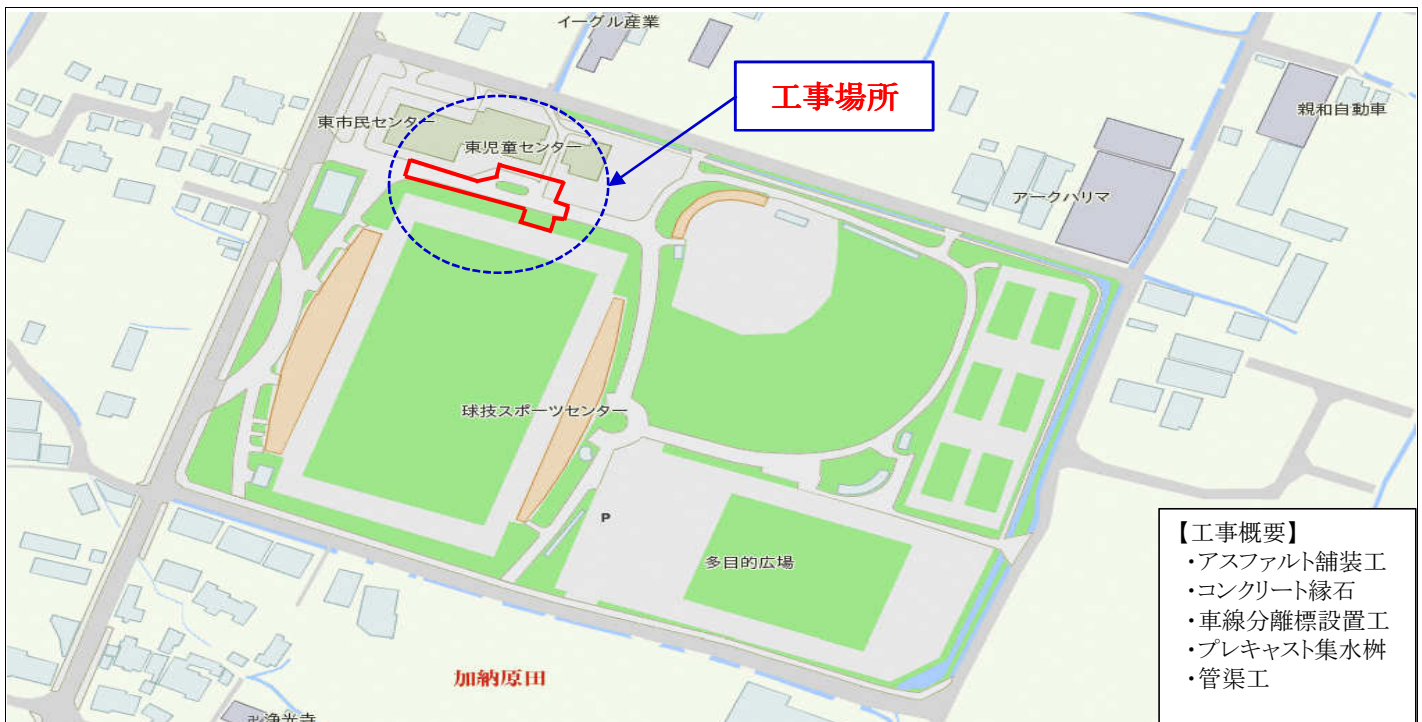 イーグル産業
工事場所
親和自動車
東市民センター
東児童センター
アークハリマ
球技スポーツセンター
P
多目的広場
【工事概要】
・アスファルト舗装工
・コンクリート縁石
・車線分離標設置工
・プレキャスト集水桝
・管渠工
加納原田
卍浄光寺